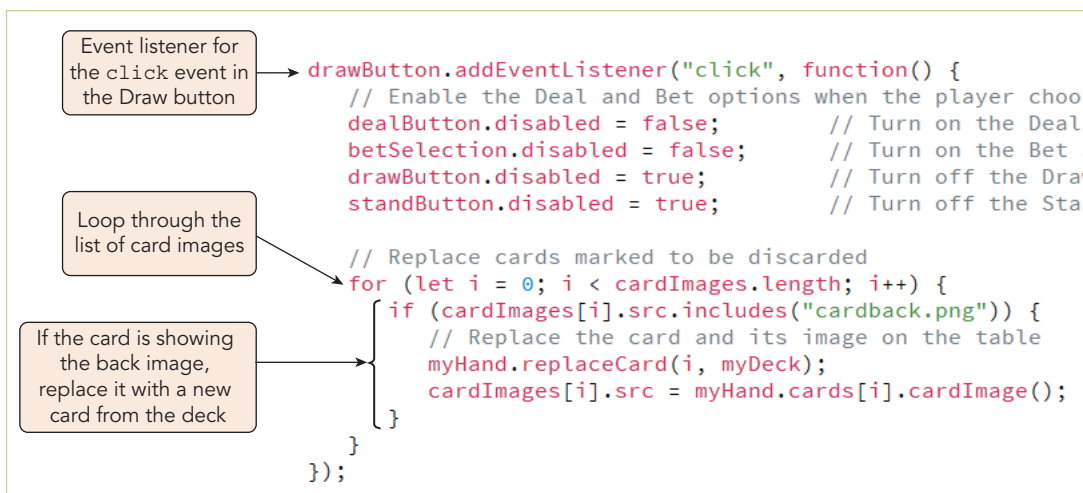 Event listener for
the click event in
the Draw button
drawButton.addEventListener("click", function() {
// Enable the Deal and Bet options when the player choo
dealButton.disabled = false; // Turn on the Deal
betSelection.disabled = false; // Turn on the Bet
drawButton.disabled = true; // Turn off the Dra
standButton.disabled = true; // Turn off the Sta
Loop through the
list of card images
// Replace cards marked to be discarded
for (let i = 0; i < cardImages.length; i++) {
if (cardImages[i].src.includes("cardback.png")) {
// Replace the card and its image on the table
myHand.replaceCard(i, myDeck);
cardImages[i].src = myHand.cards[i].cardImage();
}
}
});
If the card is showing
the back image,
replace it with a new
card from the deck